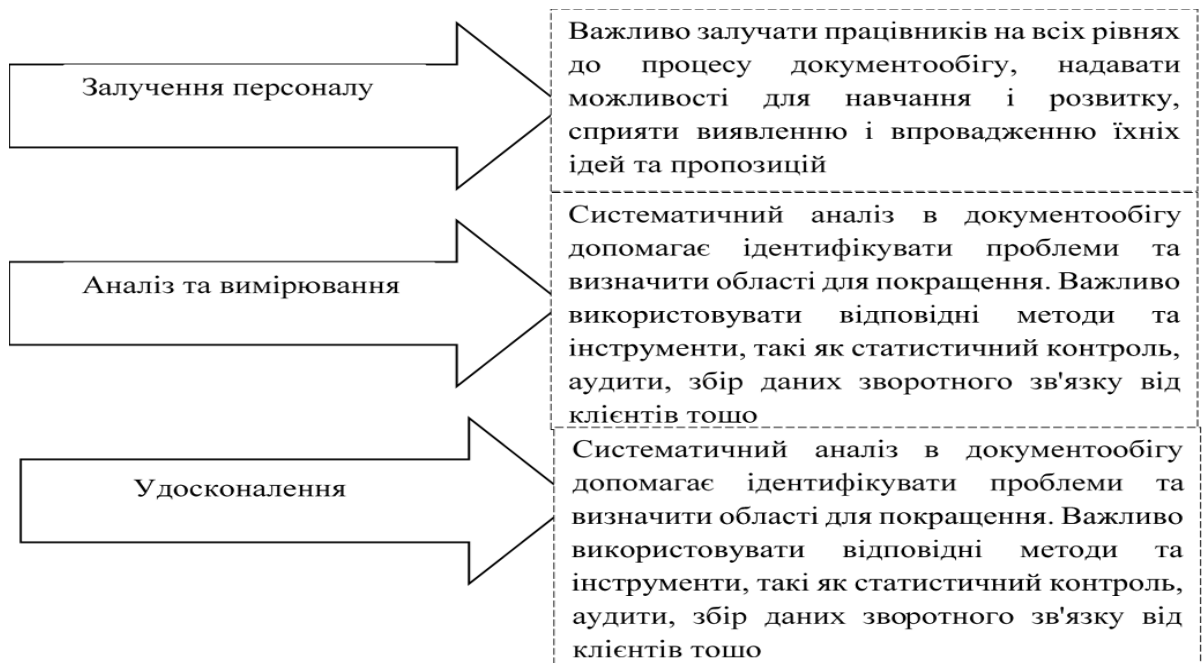 Залучення персоналу
Важливо залучати працівників на всіх рівнях
до процесу документообігу, надавати
можливості для навчання і розвитку,
сприяти виявленню і впровадженню їхніх
ідей та пропозицій
Аналіз та вимірювання
Систематичний аналіз в документообігу
допомагає ідентифікувати проблеми та
визначити області для покращення. Важливо
використовувати відповідні методи та
інструменти, такі як статистичний контроль,
аудити, збір даних зворотного зв'язку від
клієнтів тошо
Удосконалення
Систематичний аналіз в документообігу
допомагає ідентифікувати проблеми та
визначити області для покращення. Важливо
використовувати відповідні методи та
інструменти, такі як статистичний контроль,
аудити, збір даних зворотного зв'язку від
клієнтів тошо